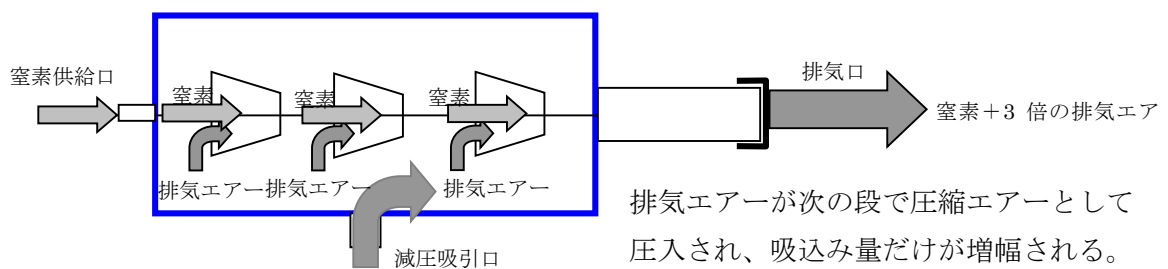 窒素供給口
窒素
窒素
窒素
排気口
窒素+3 倍の排気エア
排気エアー
排気エアー
排気エアー
減圧吸引口
排気エアーが次の段で圧縮エアーとして
圧入され、吸込み量だけが増幅される。